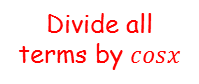 Divide all
terms by 𝑐𝑜𝑠𝑥